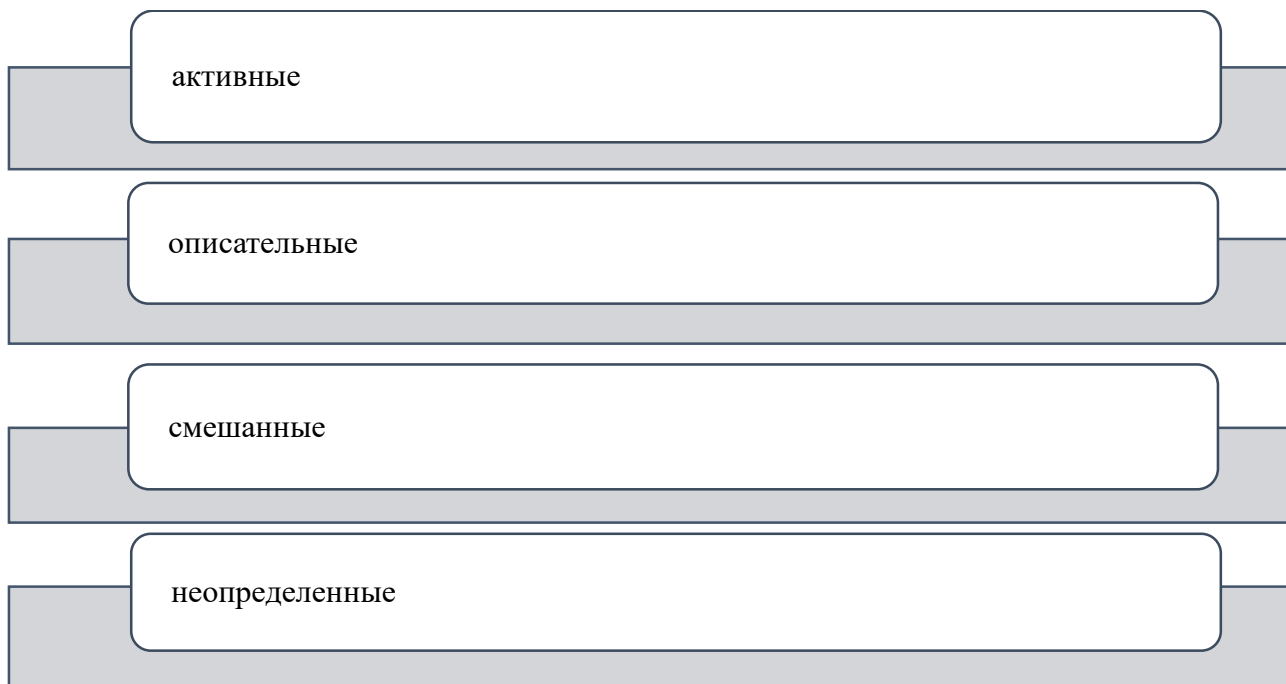 активные
описательные
смешанные
неопределенные